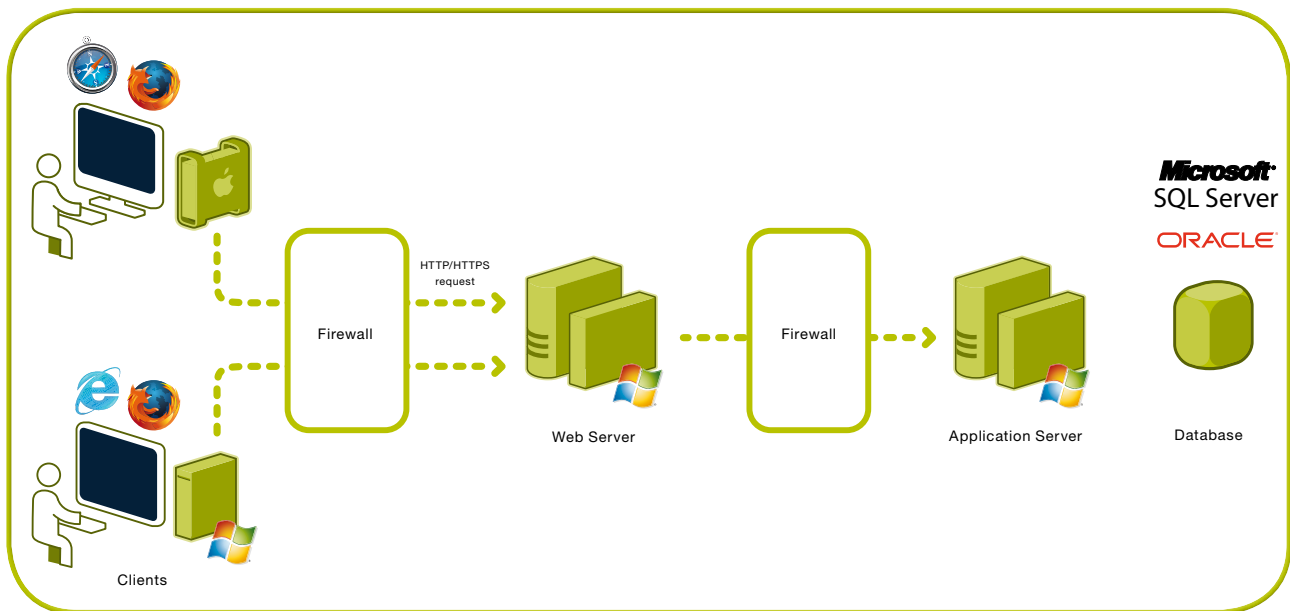 HTTP/HTTPS
request
Firewall
Web Server
Firewall
Application Server
Microsoft
SQL Server
ORACLE
Database
Clients